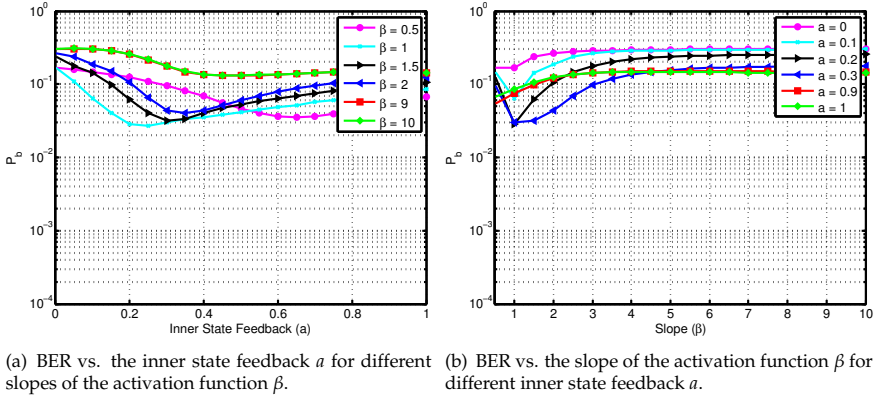 10^0
10^-1
10^-2
10^-3
10^-4
P_b
0
0.2
0.4
0.6
0.8
1
Inner State Feedback (a)
β = 0.5
β = 1
β = 1.5
β = 2
β = 9
β = 10
(a) BER vs. the inner state feedback a for different
slopes of the activation function β.
10^0
10^-1
10^-2
10^-3
10^-4
P_b
1
2
3
4
5
6
7
8
9
10
Slope (β)
a = 0
a = 0.1
a = 0.2
a = 0.3
a = 0.9
a = 1
(b) BER vs. the slope of the activation function β for
different inner state feedback a.